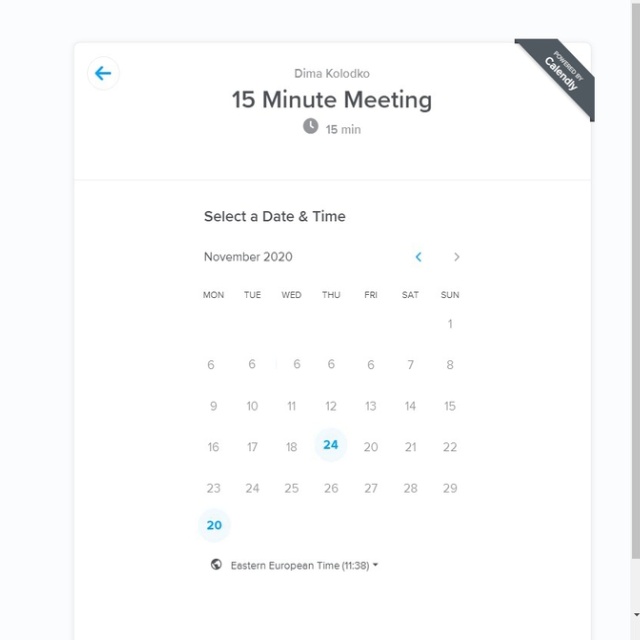 POWERED BY
Calendly
Dima Kolodko
15 Minute Meeting
15 min
Select a Date & Time
November 2020
MON TUE WED THU FRI SAT SUN
1
6 6 6 6 6 7 8
9 10 11 12 13 14 15
16 17 18 24 20 21 22
23 24 25 26 27 28 29
20
Eastern European Time (11:38)